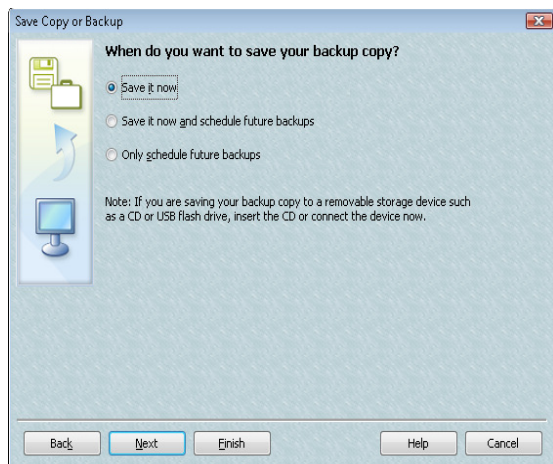 Save Copy or Backup
When do you want to save your backup copy?
Save it now
Save it now and schedule future backups
Only schedule future backups
Note: If you are saving your backup copy to a removable storage device such
as a CD or USB flash drive, insert the CD or connect the device now.
Back Next Finish Help Cancel